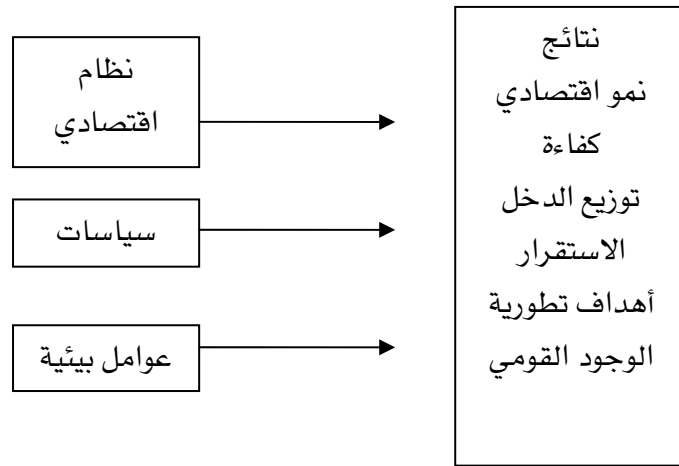 نظام
اقتصادي
سياسات
عوامل بيئية
نتائج
نمو اقتصادي
كفاءة
توزيع الدخل
الاستقرار
أهداف تطورية
الوجود القومي